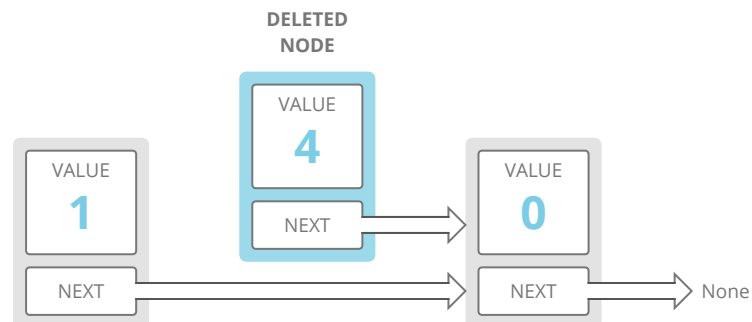 DELETED
NODE
VALUE
4
NEXT
VALUE
1
NEXT
VALUE
0
NEXT
None